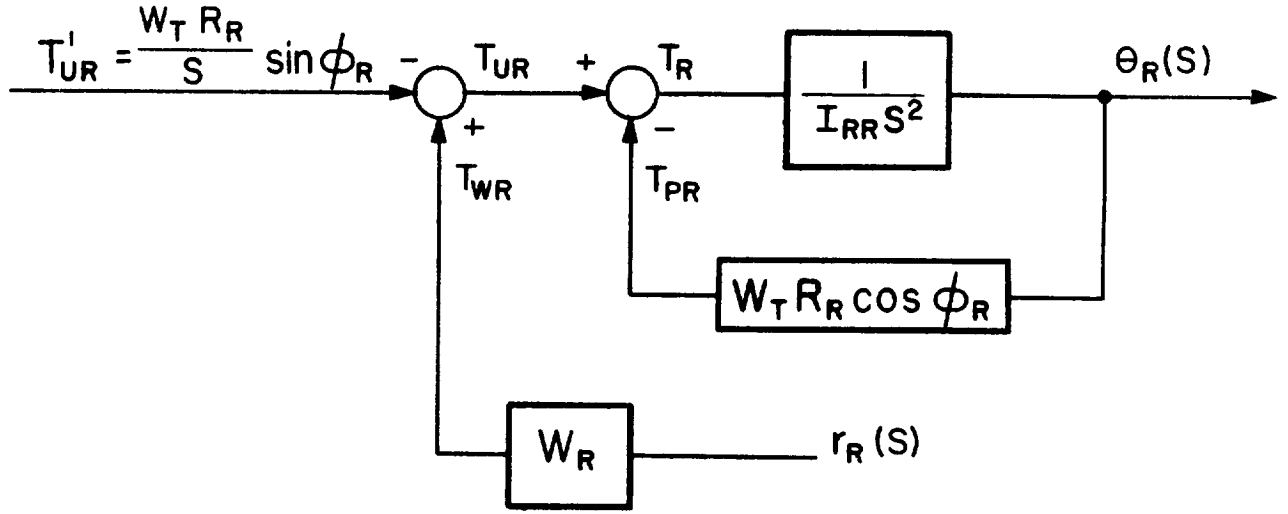 T'UR = WT RR / S sin ϕR
−
+
TUR
+
−
TR
1 / IRR S²
θR(S)
TWR
TPR
WT RR COS ϕR
WR
rR(S)